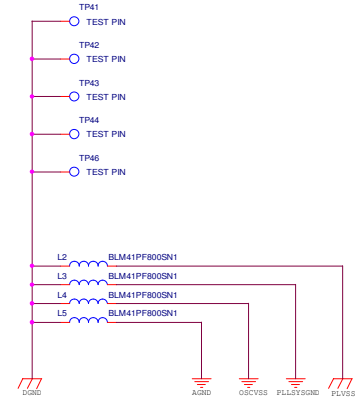 TP41
TEST PIN
TP42
TEST PIN
TP43
TEST PIN
TP44
TEST PIN
TP46
TEST PIN
L2 BLM41PF800SN1
L3 BLM41PF800SN1
L4 BLM41PF800SN1
L5 BLM41PF800SN1
DGND AGND OSCVSS PLLSYSGND PLVSS